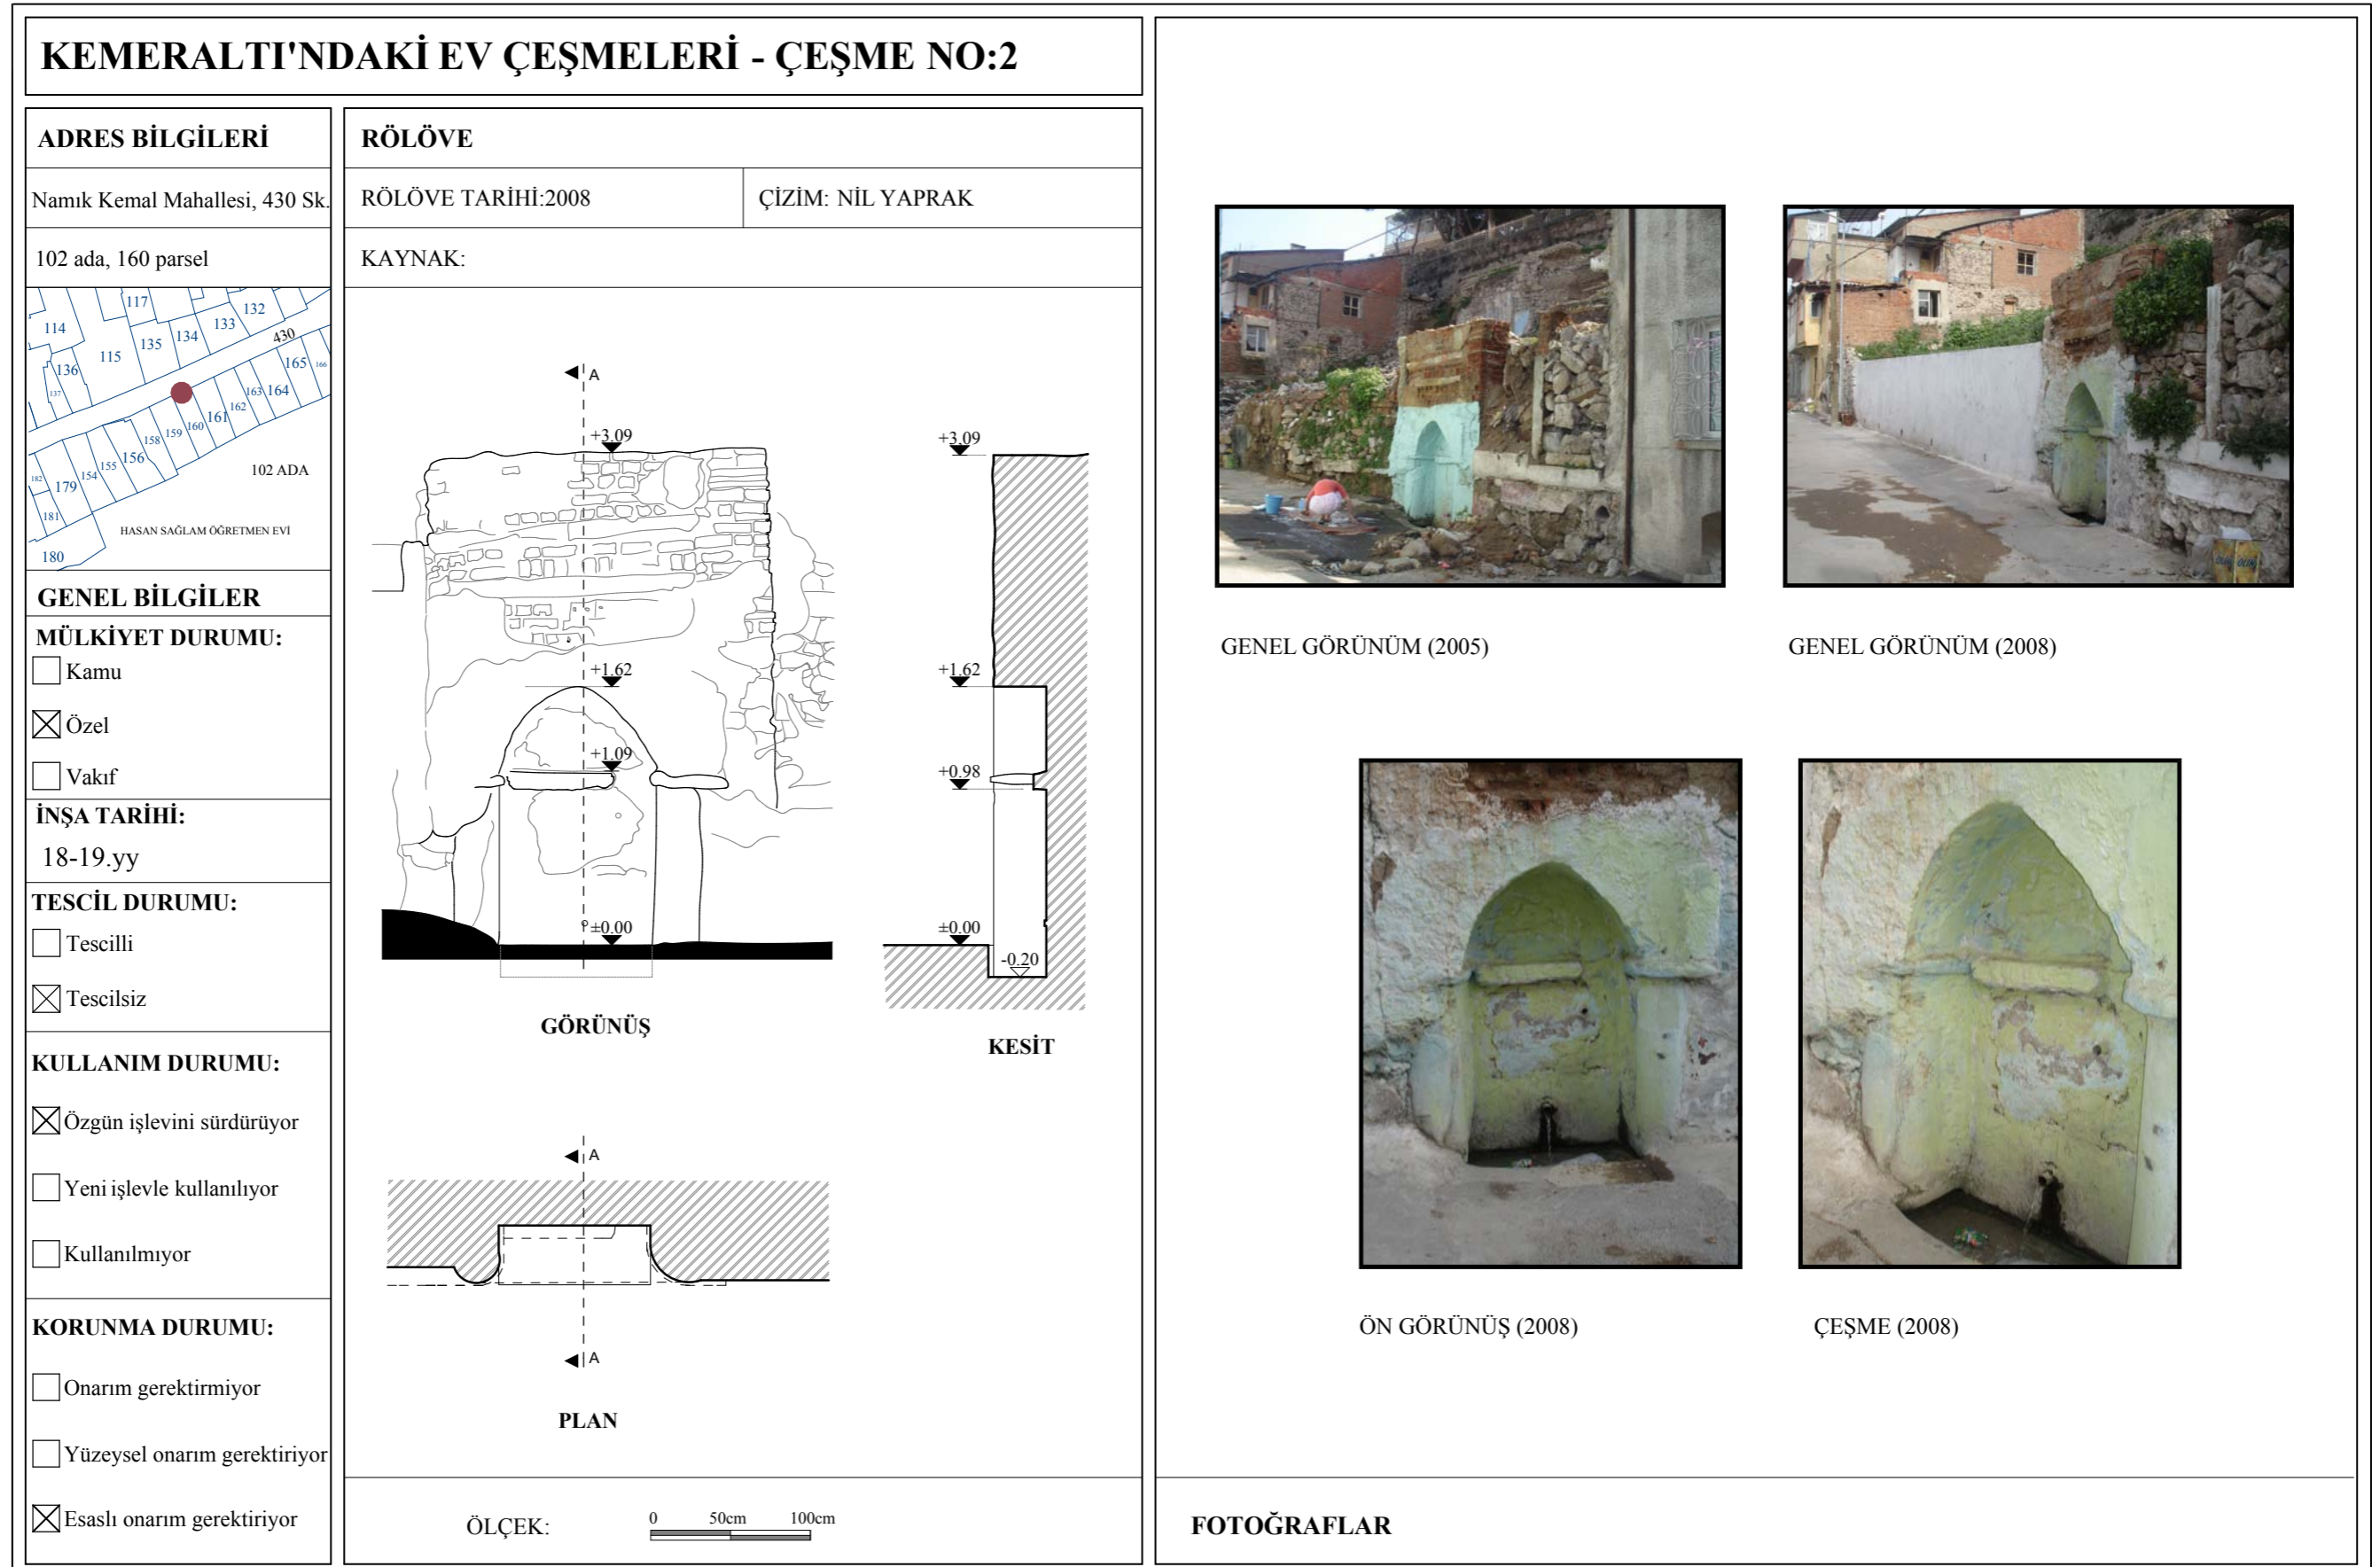 KEMERALTI'NDAKİ EV ÇEŞMELERİ - ÇEŞME NO:2
ADRES BİLGİLERİ
Namık Kemal Mahallesi, 430 Sk.
102 ada, 160 parsel
117
132
114
133
134
430
135
115
165
166
136
163
164
137
162
161
160
159
158
156
155
102 ADA
154
182
179
181
HASAN SAĞLAM ÖĞRETMEN EVİ
180
GENEL BİLGİLER
MÜLKİYET DURUMU:
Kamu
Özel
Vakıf
İNŞA TARİHİ:
18-19.yy
TESCİL DURUMU:
Tescilli
Tescilsiz
KULLANIM DURUMU:
Özgün işlevini sürdürüyor
Yeni işlevle kullanılıyor
Kullanılmıyor
KORUNMA DURUMU:
Onarım gerektirmiyor
Yüzeysel onarım gerektiriyor
Esaslı onarım gerektiriyor
RÖLÖVE
RÖLÖVE TARİHİ:2008
ÇİZİM: NİL YAPRAK
KAYNAK:
A
+3.09
+1.62
+1.09
±0.00
GÖRÜNÜŞ
+3.09
+1.62
+0.98
±0.00
-0.20
KESİT
A
A
PLAN
ÖLÇEK:
0 50cm 100cm
GENEL GÖRÜNÜM (2005)
GENEL GÖRÜNÜM (2008)
ÖN GÖRÜNÜŞ (2008)
ÇEŞME (2008)
FOTOĞRAFLAR